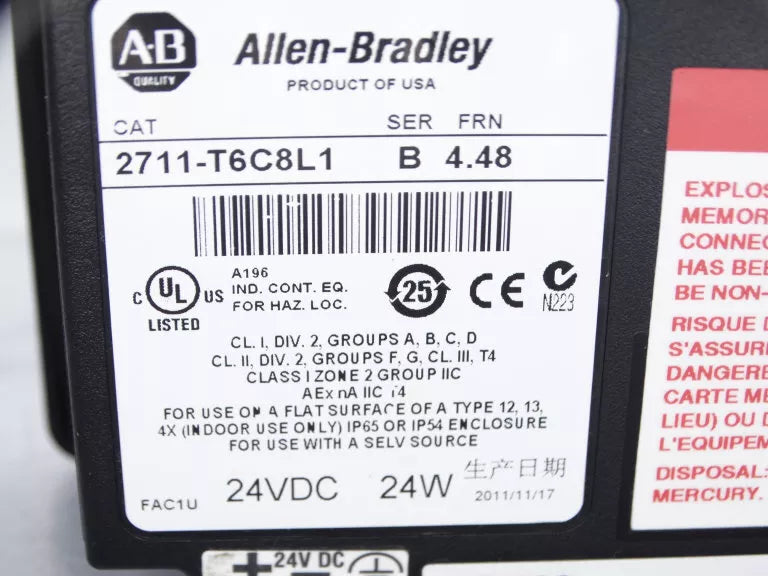 A-B
QUALITY
Allen-Bradley
PRODUCT OF USA
CAT SER FRN
2711-T6C8L1 B 4.48
C UL US
LISTED
A196
IND. CONT. EQ.
FOR HAZ. LOC.
25
CE
N223
CL. I, DIV. 2, GROUPS A, B, C, D
CL. II, DIV. 2, GROUPS F, G, CL. III, T4
CLASS I ZONE 2 GROUP IIC
AEx nA IIC T4
FOR USE ON A FLAT SURFACE OF A TYPE 12, 13,
4X (INDOOR USE ONLY) IP65 OR IP54 ENCLOSURE
FOR USE WITH A SELV SOURCE
生产日期
FAC1U 24VDC 24W 2011/11/17
24V DC
EXPLOS
MEMOR
CONNEC
HAS BEE
BE NON-
RISQUE D
S'ASSURE
DANGERE
CARTE ME
LIEU) OU D
L'EQUIPEM
DISPOSAL:
MERCURY.